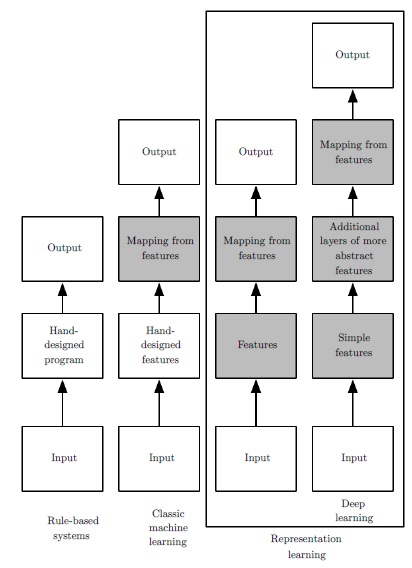 Output
Output
Output
Mapping from
features
Output
Mapping from
features
Mapping from
features
Additional
layers of more
abstract
features
Hand-
designed
program
Hand-
designed
features
Features
Simple
features
Input
Input
Input
Input
Rule-based
systems
Classic
machine
learning
Representation
learning
Deep
learning